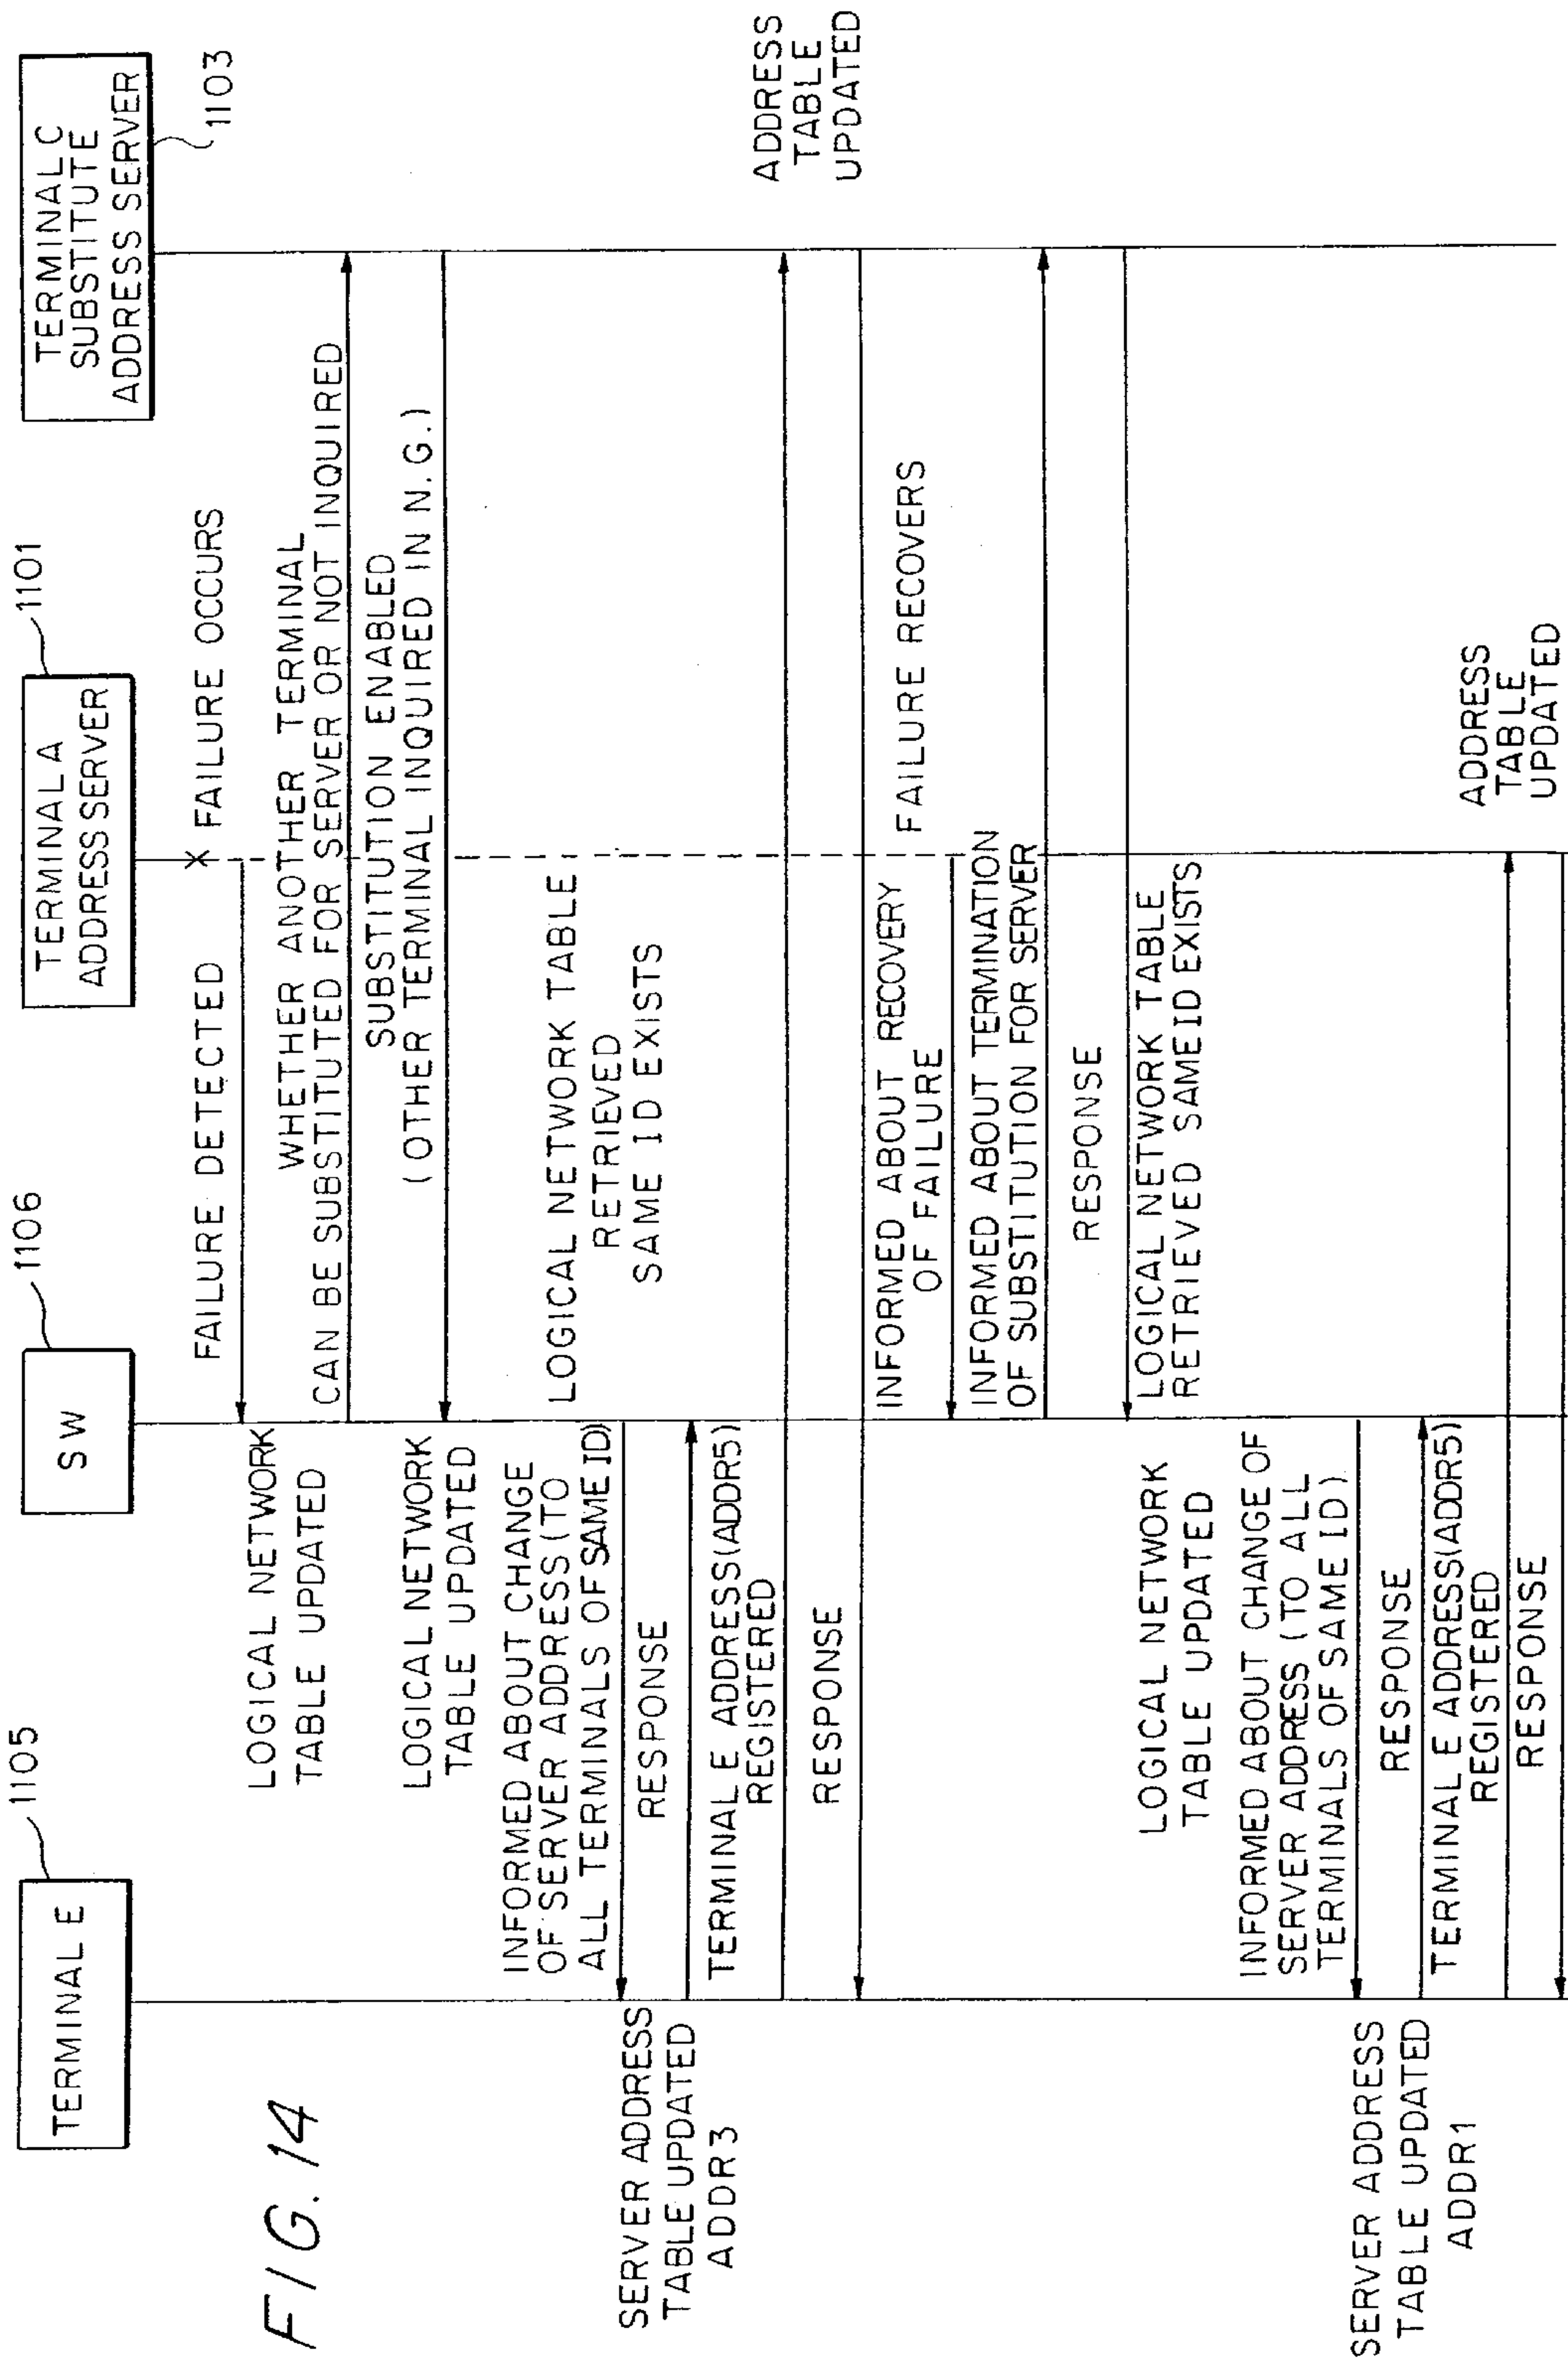 FIG. 14
TERMINAL E
1105
SW
1106
TERMINAL A
ADDRESS SERVER
1101
TERMINAL C
SUBSTITUTE
ADDRESS SERVER
1103
FAILURE OCCURS
FAILURE DETECTED
LOGICAL NETWORK
TABLE UPDATED
WHETHER ANOTHER TERMINAL
CAN BE SUBSTITUTED FOR SERVER OR NOT INQUIRED
SUBSTITUTION ENABLED
(OTHER TERMINAL INQUIRED IN N.G.)
LOGICAL NETWORK
TABLE UPDATED
LOGICAL NETWORK TABLE
RETRIEVED
SAME ID EXISTS
INFORMED ABOUT CHANGE
OF SERVER ADDRESS (TO
ALL TERMINALS OF SAME ID)
SERVER ADDRESS
TABLE UPDATED
ADDR3
RESPONSE
TERMINAL E ADDRESS(ADDR5)
REGISTERED
ADDRESS
TABLE
UPDATED
RESPONSE
FAILURE RECOVERS
INFORMED ABOUT RECOVERY
OF FAILURE
INFORMED ABOUT TERMINATION
OF SUBSTITUTION FOR SERVER
RESPONSE
LOGICAL NETWORK TABLE
RETRIEVED SAME ID EXISTS
LOGICAL NETWORK
TABLE UPDATED
INFORMED ABOUT CHANGE OF
SERVER ADDRESS (TO ALL
TERMINALS OF SAME ID)
SERVER ADDRESS
TABLE UPDATED
ADDR1
RESPONSE
TERMINAL E ADDRESS(ADDR5)
REGISTERED
ADDRESS
TABLE
UPDATED
RESPONSE